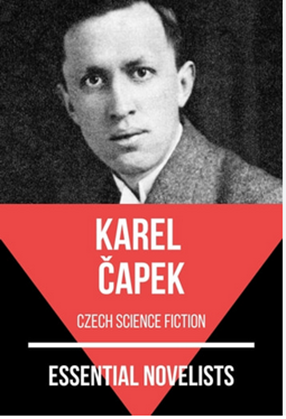 KAREL
ČAPEK
CZECH SCIENCE FICTION
ESSENTIAL NOVELISTS